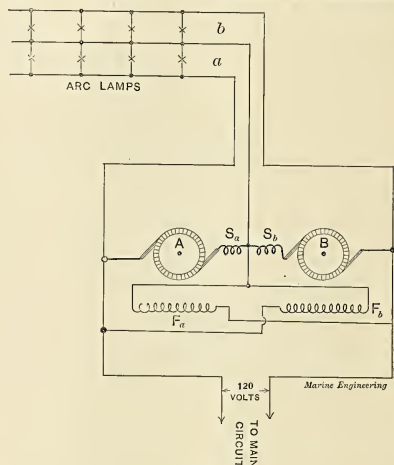 b
a
ARC LAMPS
A
Sa
Sb
B
Fa
Fb
120
VOLTS
Marine Engineering
TO MAIN
CIRCUIT